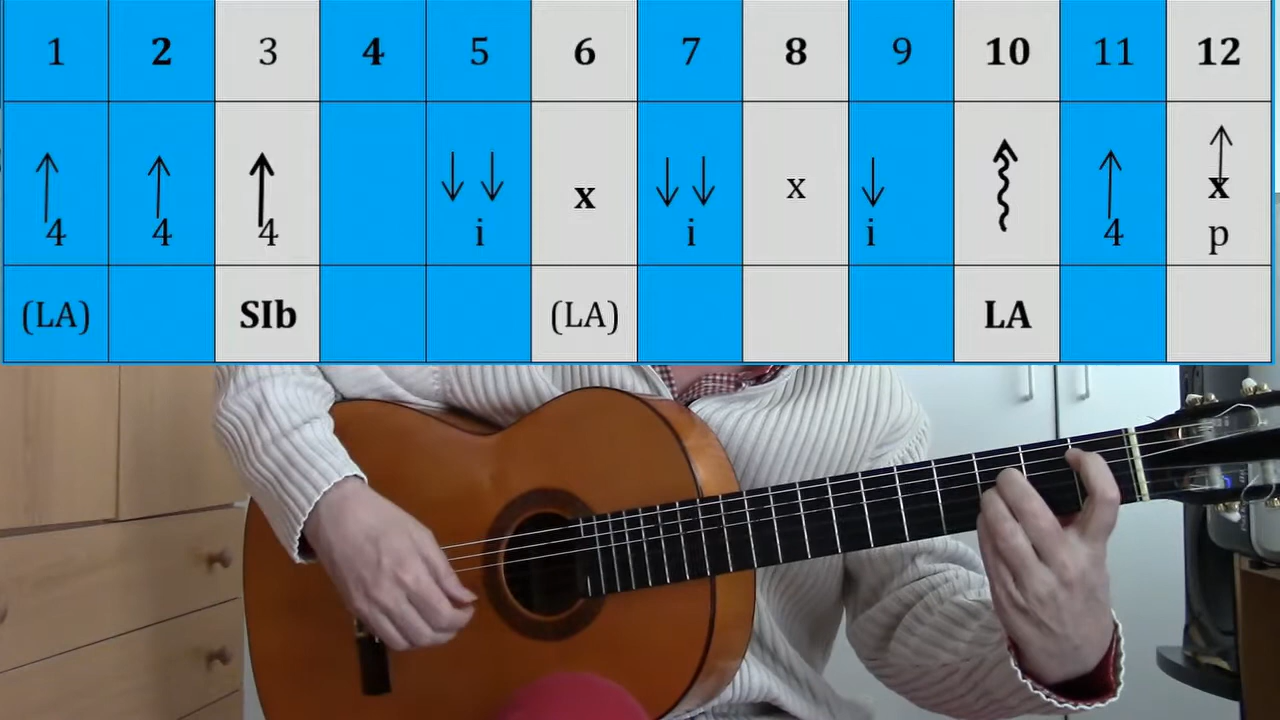 1 2 3 4 5 6 7 8 9 10 11 12
↑ ↑ ↑ ↓ ↓ x ↓ ↓ x ↓ ↑ ↑ x
4 4 4 i i i 4 p
(LA) SIb (LA) LA